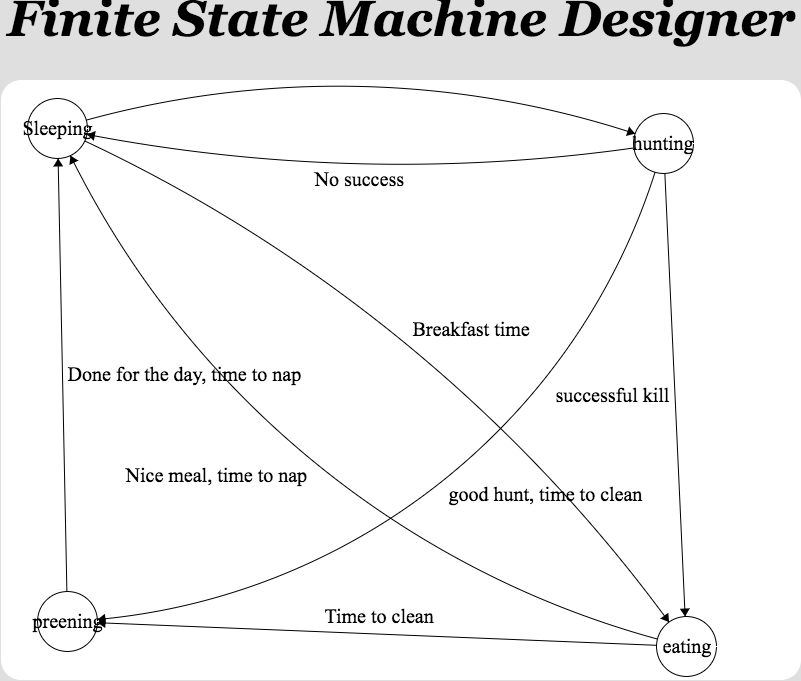 Finite State Machine Designer
Sleeping
hunting
No success
Breakfast time
Done for the day, time to nap
successful kill
Nice meal, time to nap
good hunt, time to clean
Time to clean
preening
eating